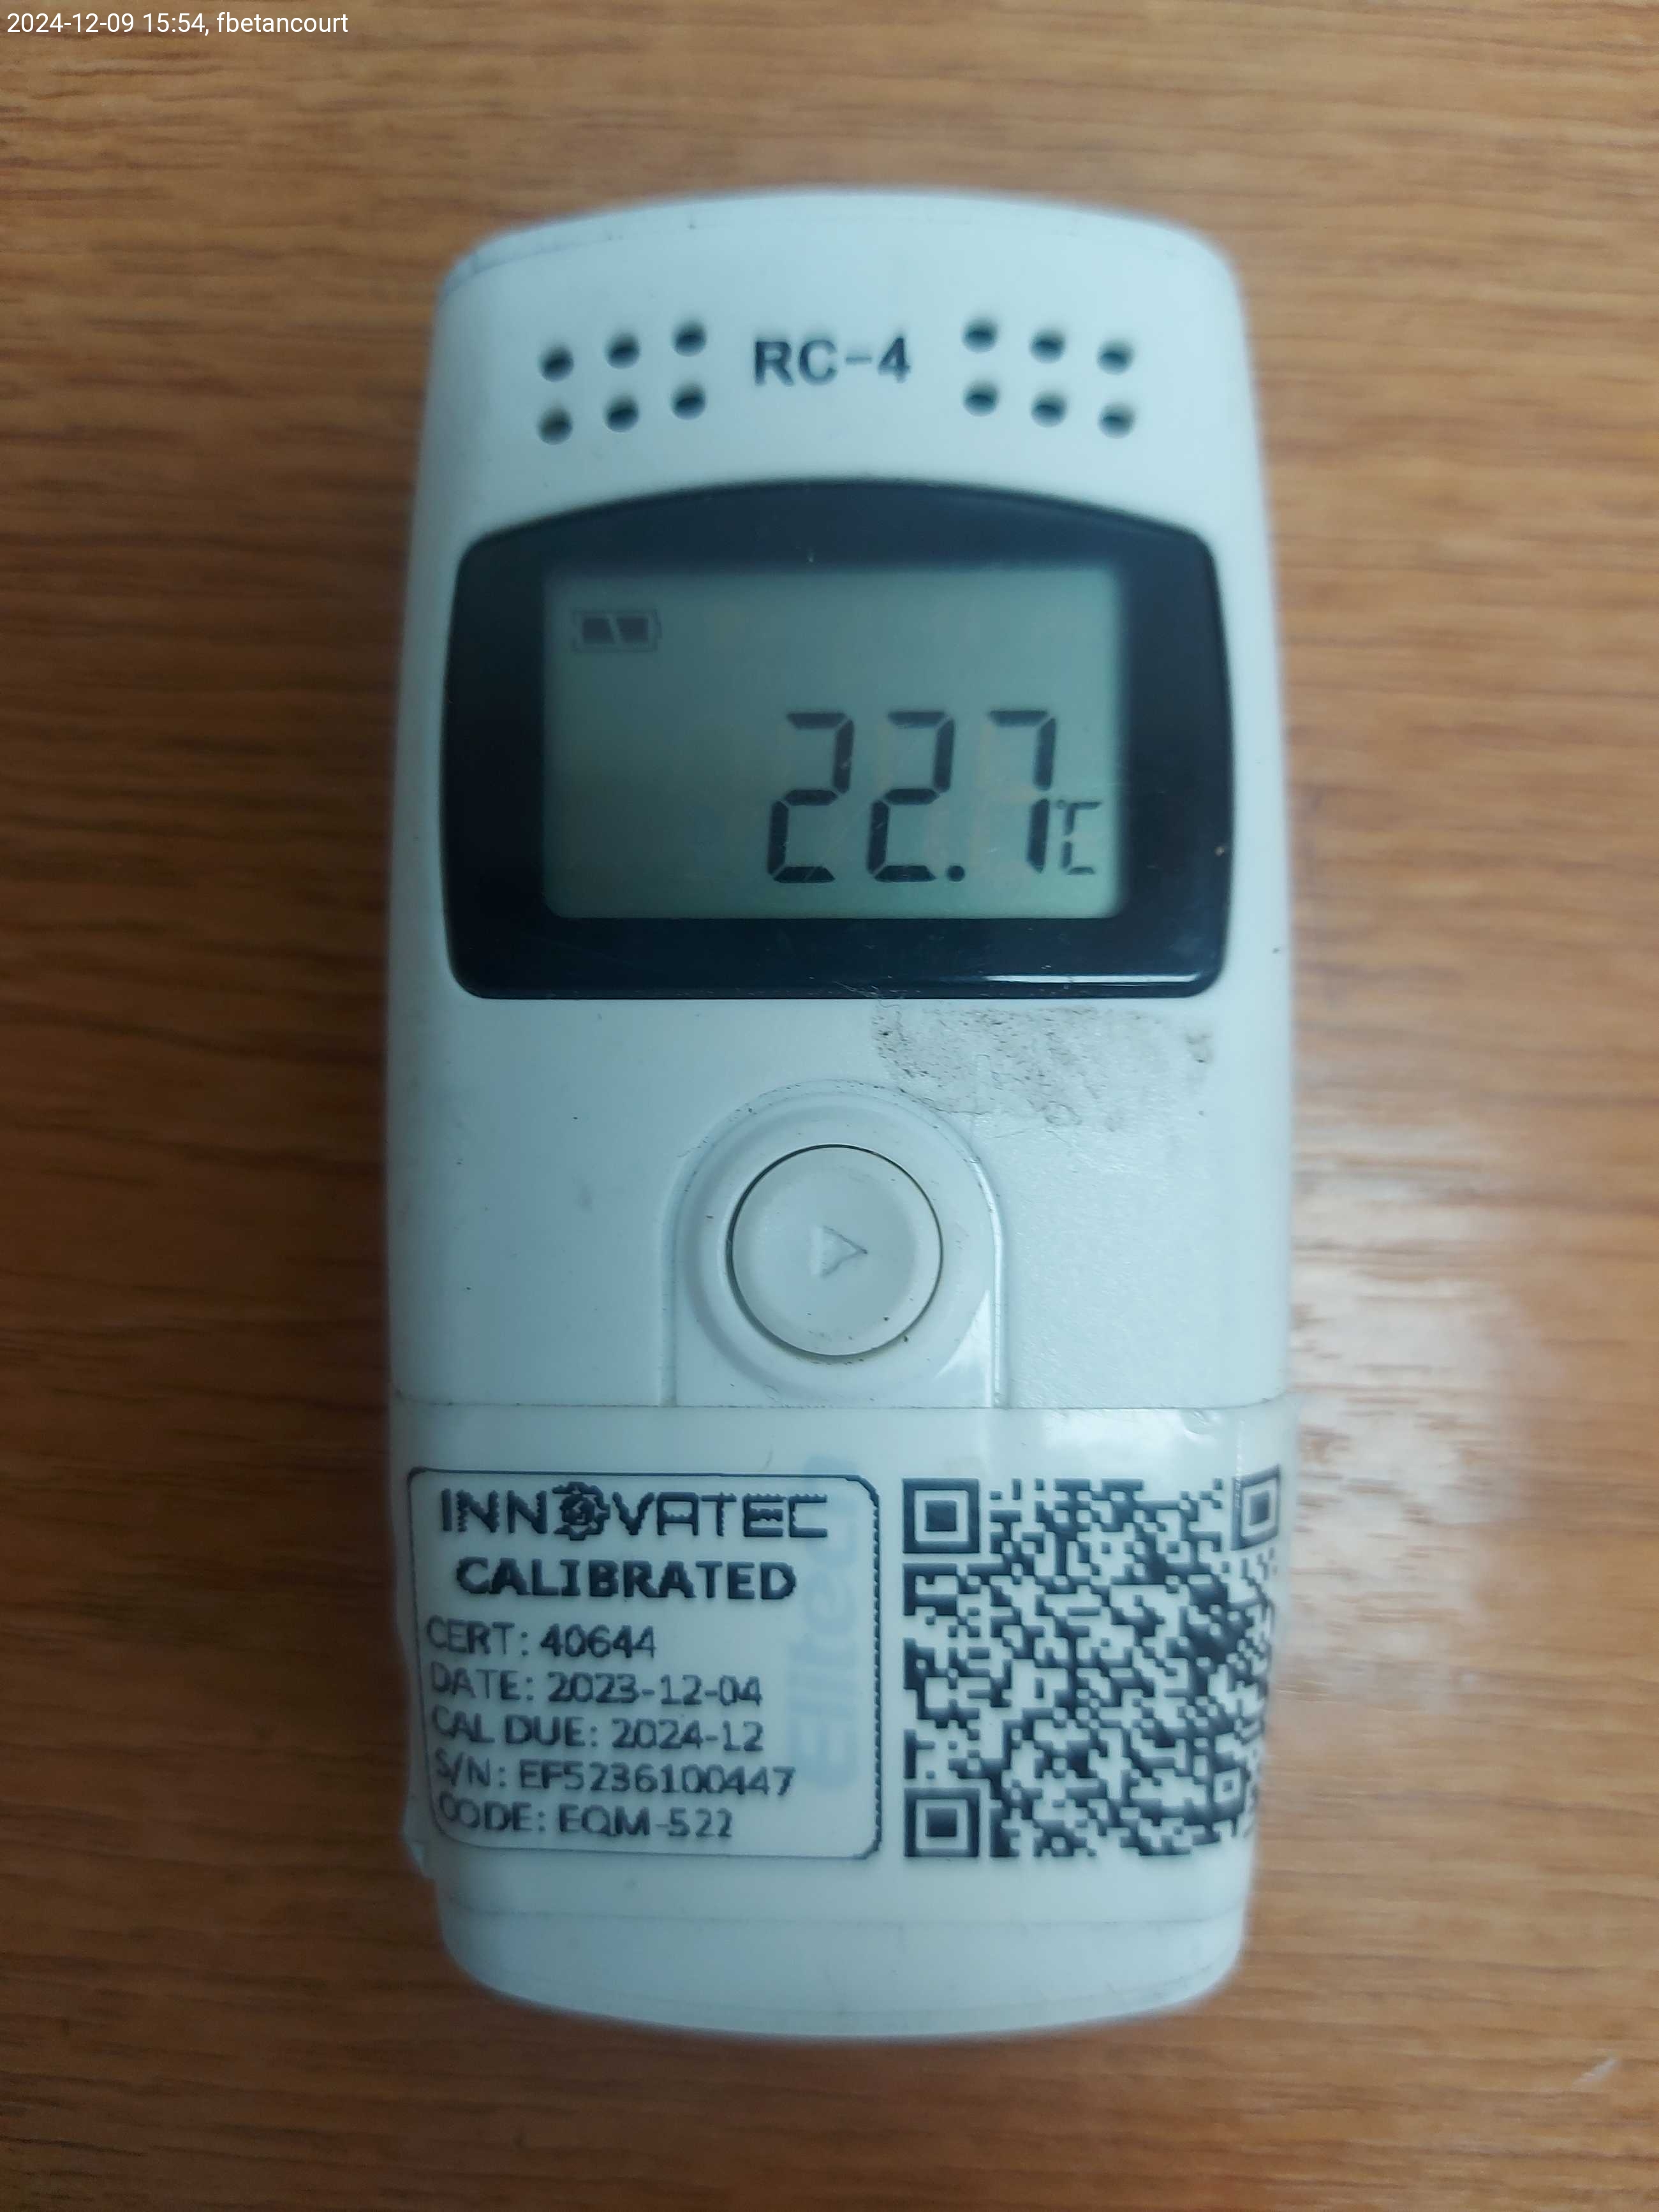 2024-12-09 15:54, fbetancourt
RC-4
22.7°C
INNOVATEC
CALIBRATED
CERT: 40644
DATE: 2023-12-04
CAL DUE: 2024-12
S/N: EF5236100447
CODE: EQM-522
Elitech